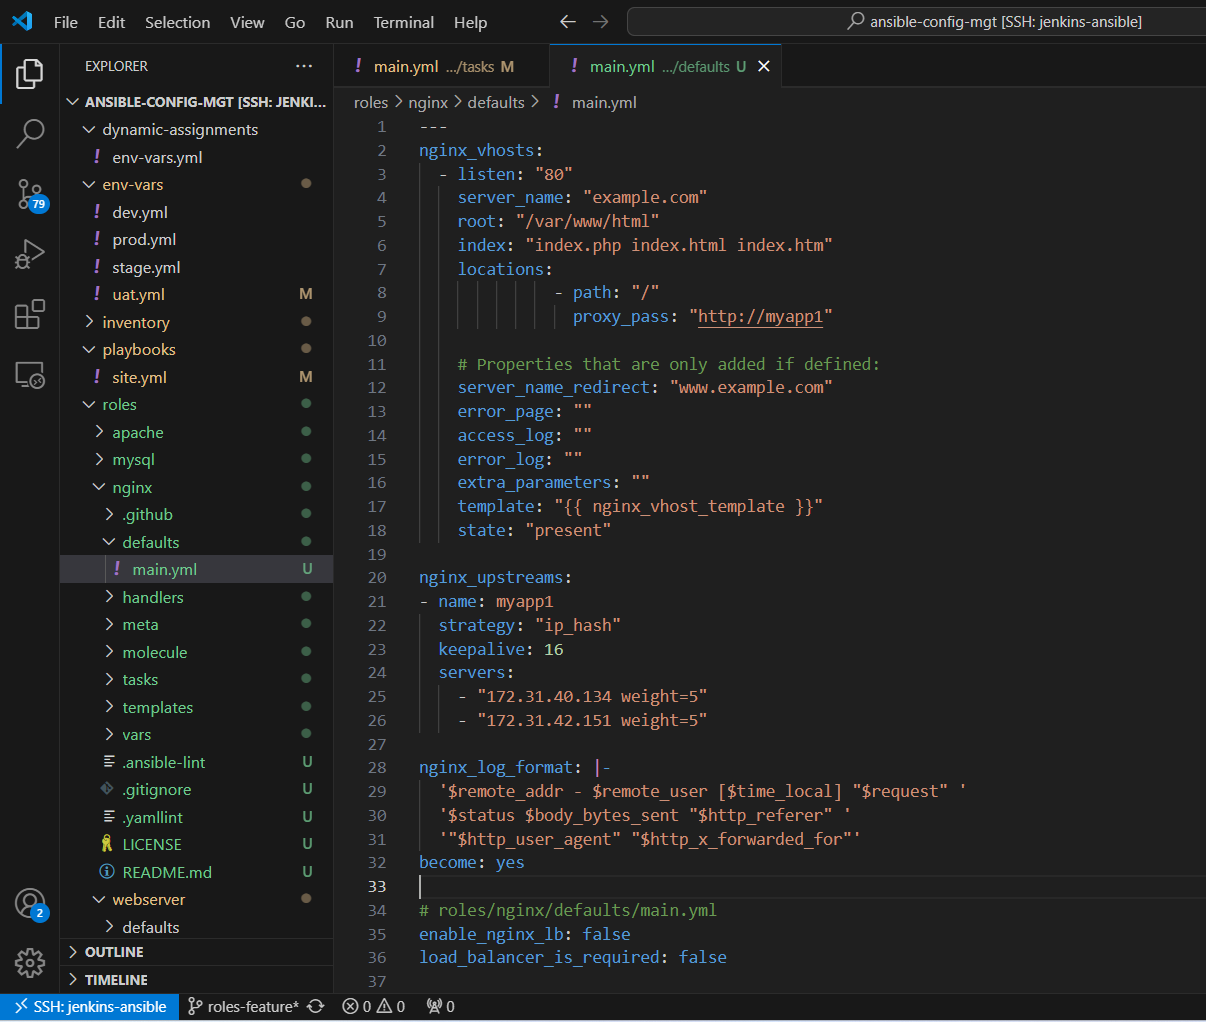 File Edit Selection View Go Run Terminal Help
ansible-config-mgt [SSH: jenkins-ansible]
EXPLORER
ANSIBLE-CONFIG-MGT [SSH: JENKI...
dynamic-assignments
! env-vars.yml
env-vars
! dev.yml
! prod.yml
! stage.yml
! uat.yml M
inventory
playbooks
! site.yml M
roles
apache
mysql
nginx
.github
defaults
! main.yml U
handlers
meta
molecule
tasks
templates
vars
.ansible-lint U
.gitignore U
.yamllint U
LICENSE U
README.md U
webserver
defaults
OUTLINE
TIMELINE
79
2
! main.yml .../tasks M
! main.yml .../defaults U
roles > nginx > defaults > ! main.yml
1 ---
2 nginx_vhosts:
3   - listen: "80"
4     server_name: "example.com"
5     root: "/var/www/html"
6     index: "index.php index.html index.htm"
7     locations:
8               - path: "/"
9                 proxy_pass: "http://myapp1"
10
11     # Properties that are only added if defined:
12     server_name_redirect: "www.example.com"
13     error_page: ""
14     access_log: ""
15     error_log: ""
16     extra_parameters: ""
17     template: "{{ nginx_vhost_template }}"
18     state: "present"
19
20 nginx_upstreams:
21 - name: myapp1
22   strategy: "ip_hash"
23   keepalive: 16
24   servers:
25     - "172.31.40.134 weight=5"
26     - "172.31.42.151 weight=5"
27
28 nginx_log_format: |-
29   '$remote_addr - $remote_user [$time_local] "$request" '
30   '$status $body_bytes_sent "$http_referer" '
31   '"$http_user_agent" "$http_x_forwarded_for"'
32 become: yes
33
34 # roles/nginx/defaults/main.yml
35 enable_nginx_lb: false
36 load_balancer_is_required: false
37
SSH: jenkins-ansible roles-feature* 0 0 0